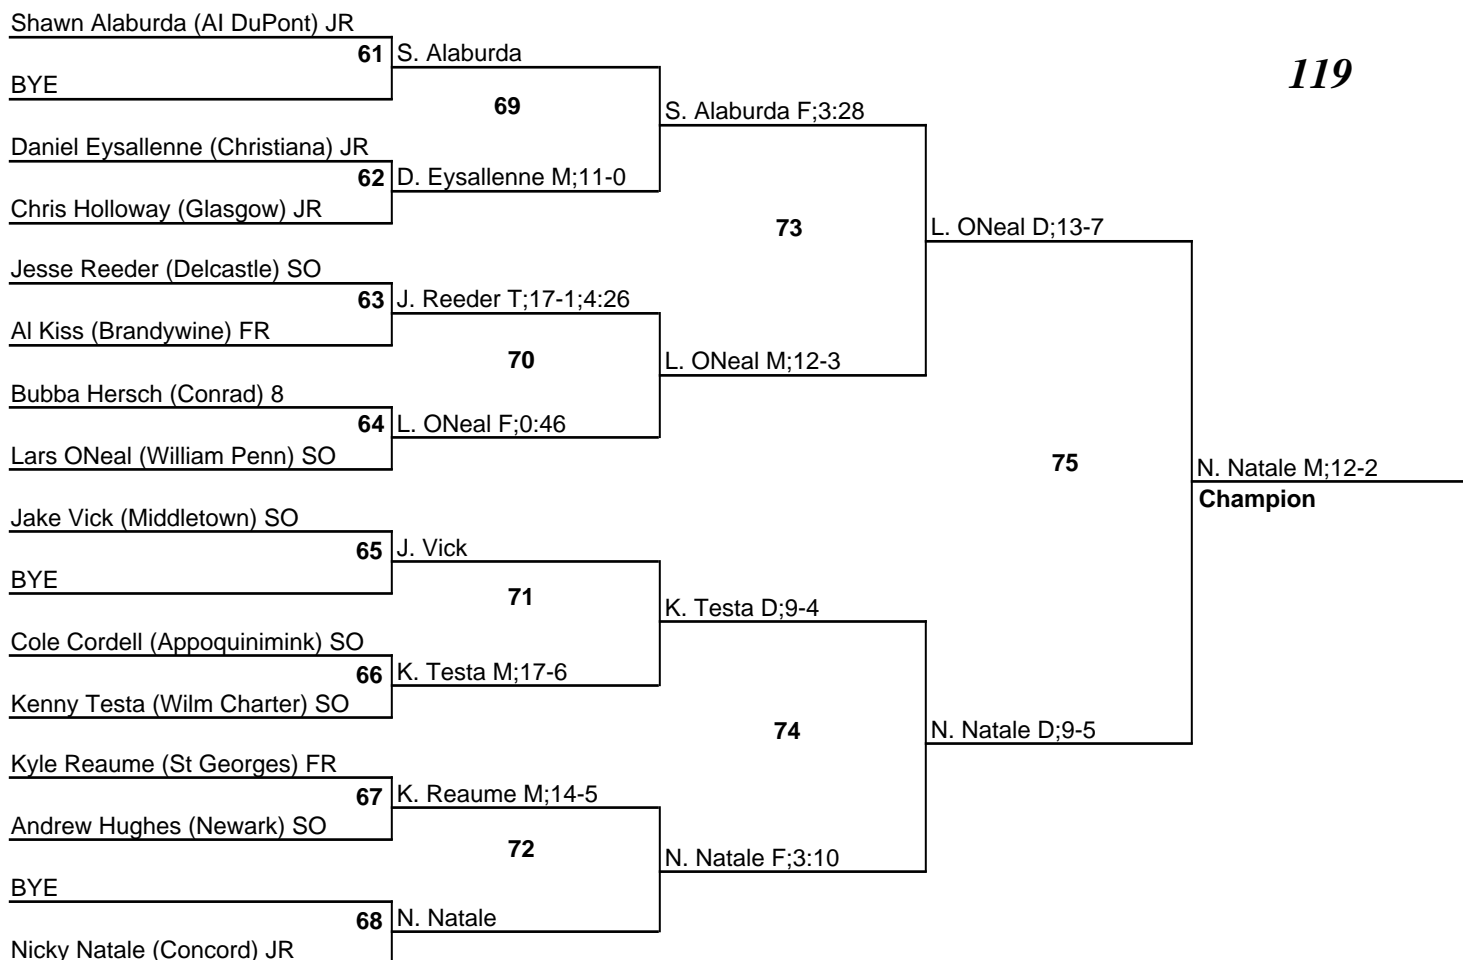 Shawn Alaburda (AI DuPont) JR
61 S. Alaburda
BYE
69
S. Alaburda F;3:28
119
Daniel Eysallenne (Christiana) JR
62 D. Eysallenne M;11-0
Chris Holloway (Glasgow) JR
73
L. ONeal D;13-7
Jesse Reeder (Delcastle) SO
63 J. Reeder T;17-1;4:26
Al Kiss (Brandywine) FR
70
L. ONeal M;12-3
Bubba Hersch (Conrad) 8
64 L. ONeal F;0:46
Lars ONeal (William Penn) SO
75
N. Natale M;12-2
Champion
Jake Vick (Middletown) SO
65 J. Vick
BYE
71
K. Testa D;9-4
Cole Cordell (Appoquinimink) SO
66 K. Testa M;17-6
Kenny Testa (Wilm Charter) SO
74
N. Natale D;9-5
Kyle Reaume (St Georges) FR
67 K. Reaume M;14-5
Andrew Hughes (Newark) SO
72
N. Natale F;3:10
BYE
68 N. Natale
Nicky Natale (Concord) JR